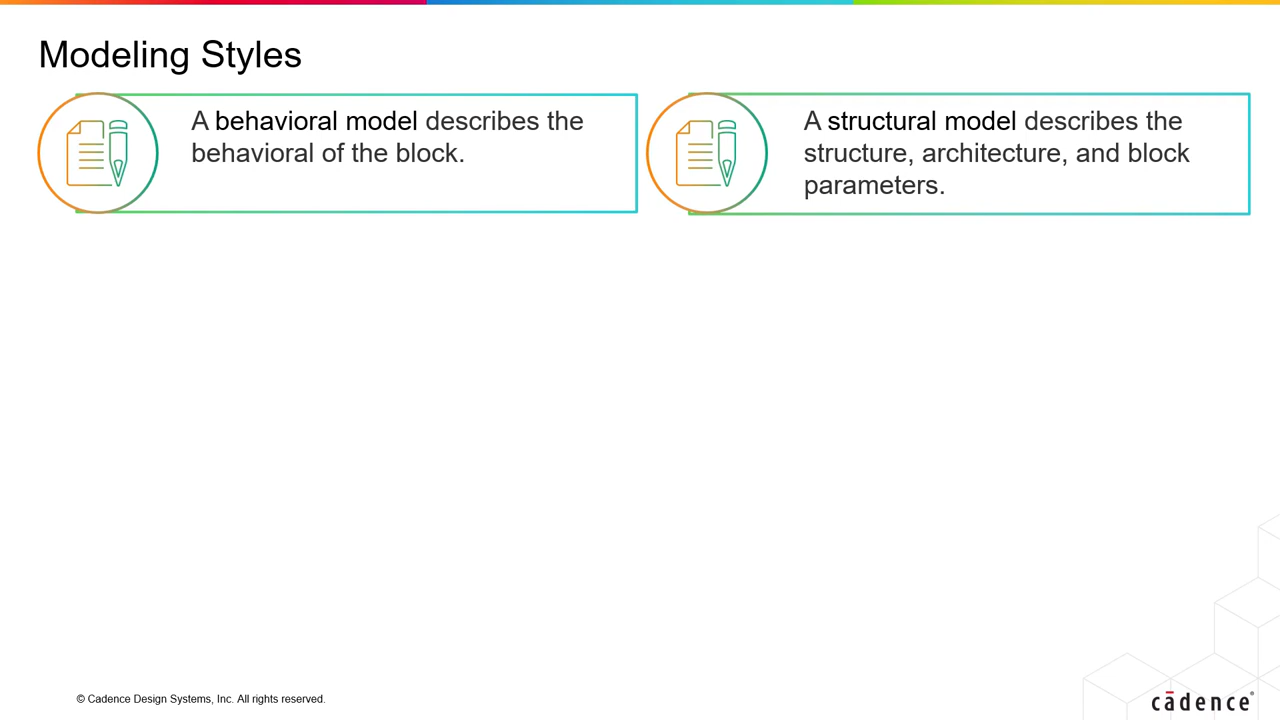 Modeling Styles
A behavioral model describes the
behavioral of the block.
A structural model describes the
structure, architecture, and block
parameters.
© Cadence Design Systems, Inc. All rights reserved.
cādence®